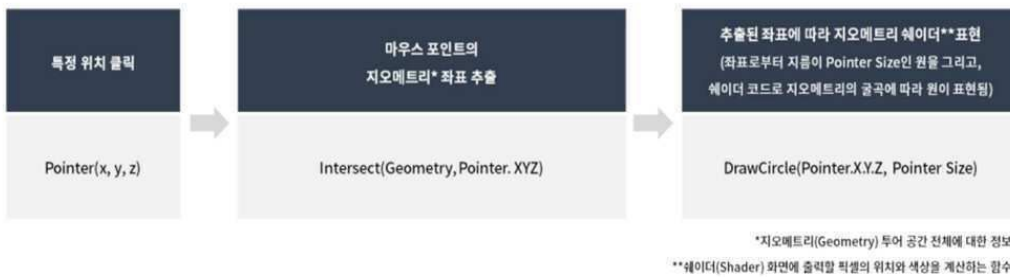 특정 위치 클릭
Pointer(x, y, z)
마우스 포인트의
지오메트리* 좌표 추출
Intersect(Geometry,Pointer. XYZ)
추출된 좌표에 따라 지오메트리 쉐이더**표현
(좌표로부터 지름이 Pointer Size인 원을 그리고,
쉐이더 코드로 지오메트리의 굴곡에 따라 원이 표현됨)
DrawCircle(Pointer.X.Y.Z, Pointer Size)
*지오메트리(Geometry) 투어 공간 전체에 대한 정보
**쉐이더(Shader) 화면에 출력할 픽셀의 위치와 색상을 계산하는 함수